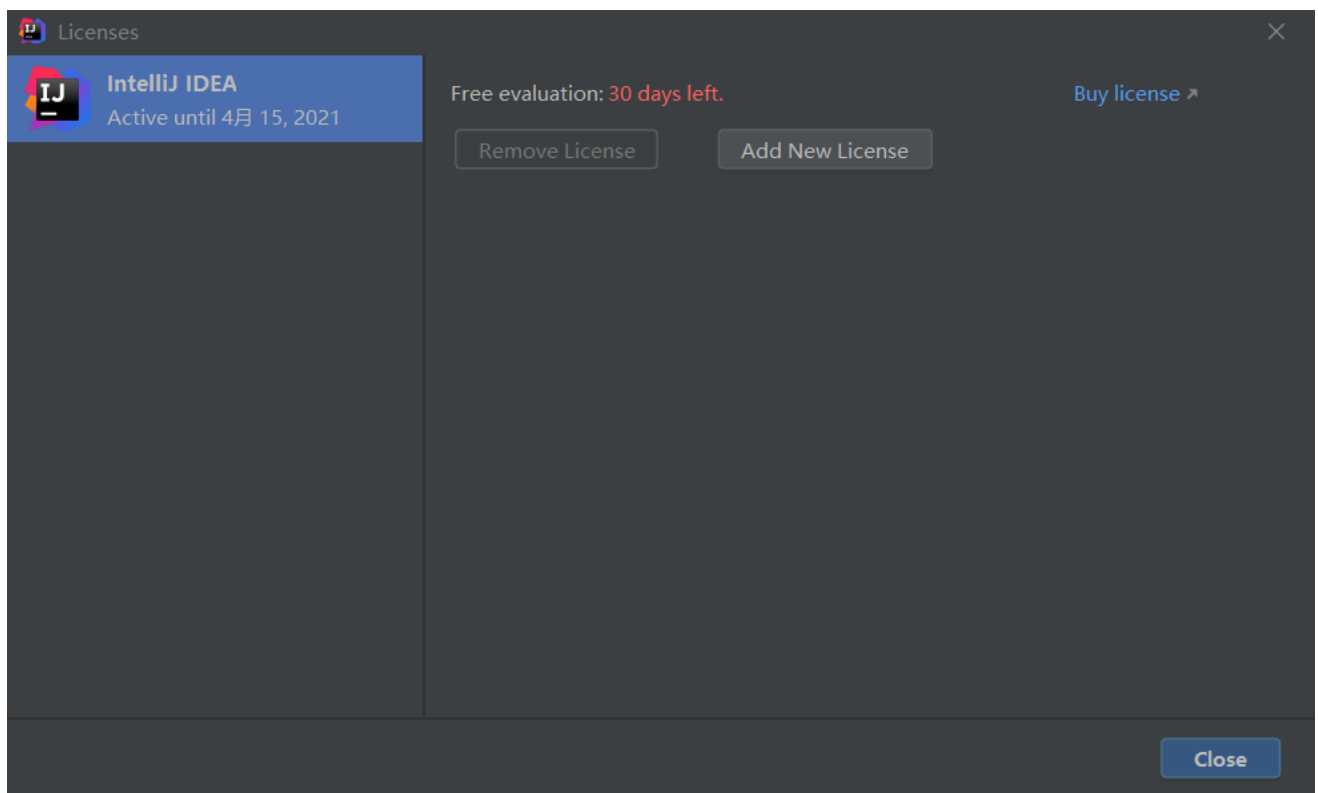 Licenses
IntelliJ IDEA
Active until 4月 15, 2021
Free evaluation: 30 days left.
Buy license
Remove License
Add New License
Close